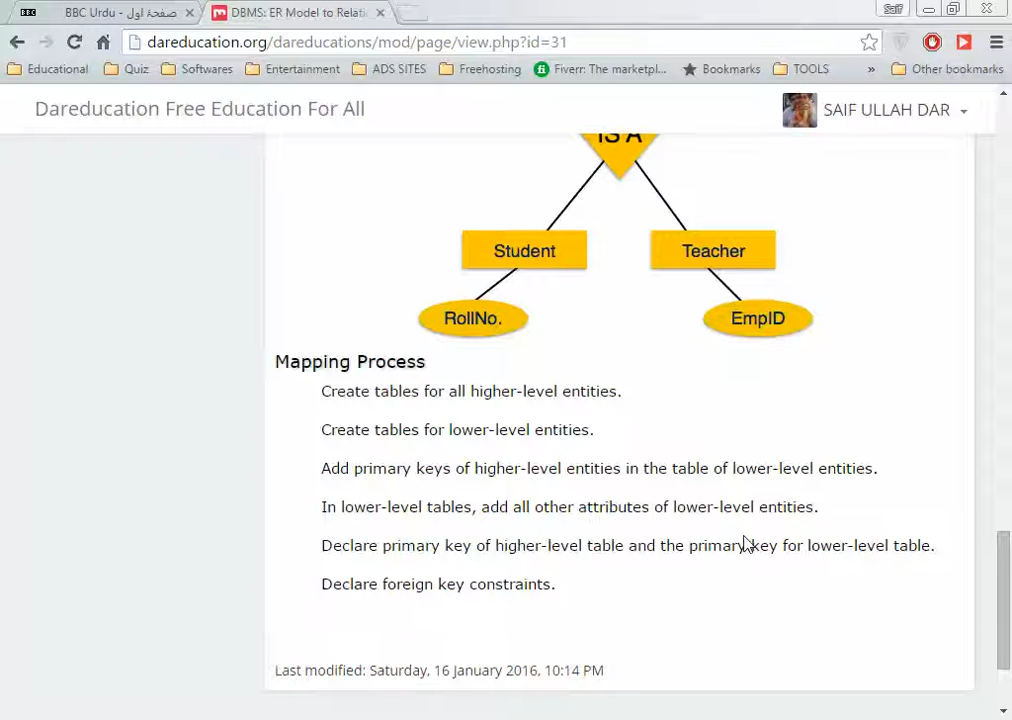 BBC BBC Urdu - صفحۂ اول
DBMS: ER Model to Relati
Saif
dareducation.org/dareducations/mod/page/view.php?id=31
Educational Quiz Softwares Entertainment ADS SITES Freehosting Fiverr: The marketpl... Bookmarks TOOLS » Other bookmarks
Dareducation Free Education For All SAIF ULLAH DAR
IS A
Student Teacher
RollNo. EmpID
Mapping Process
Create tables for all higher-level entities.
Create tables for lower-level entities.
Add primary keys of higher-level entities in the table of lower-level entities.
In lower-level tables, add all other attributes of lower-level entities.
Declare primary key of higher-level table and the primary key for lower-level table.
Declare foreign key constraints.
Last modified: Saturday, 16 January 2016, 10:14 PM